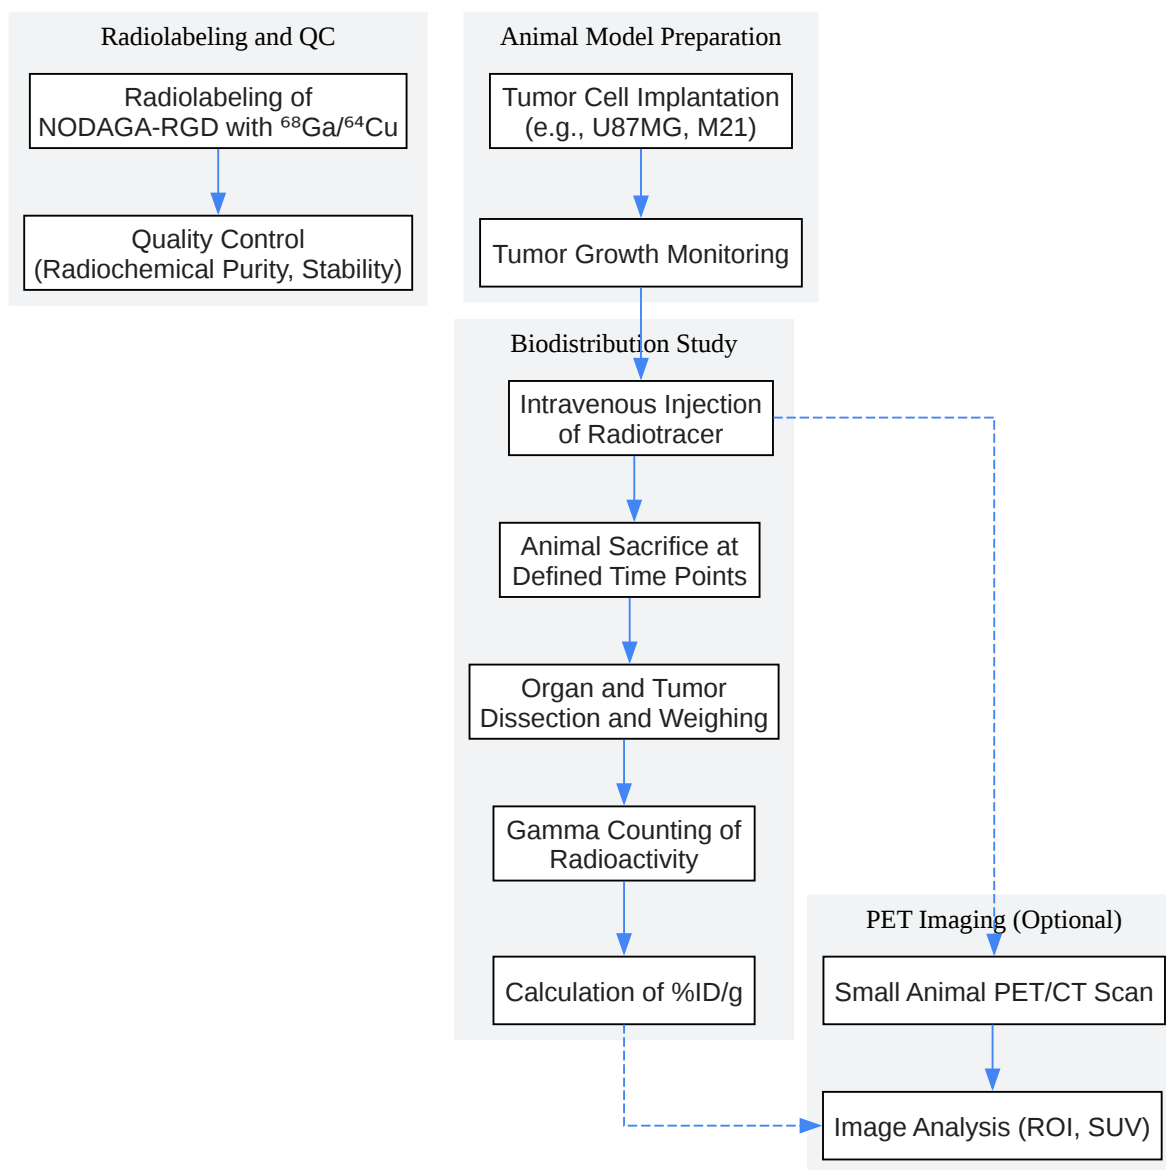 Radiolabeling and QC
Radiolabeling of
NODAGA-RGD with ⁶⁸Ga/⁶⁴Cu
Quality Control
(Radiochemical Purity, Stability)
Animal Model Preparation
Tumor Cell Implantation
(e.g., U87MG, M21)
Tumor Growth Monitoring
Biodistribution Study
Intravenous Injection
of Radiotracer
Animal Sacrifice at
Defined Time Points
Organ and Tumor
Dissection and Weighing
Gamma Counting of
Radioactivity
Calculation of %ID/g
PET Imaging (Optional)
Small Animal PET/CT Scan
Image Analysis (ROI, SUV)